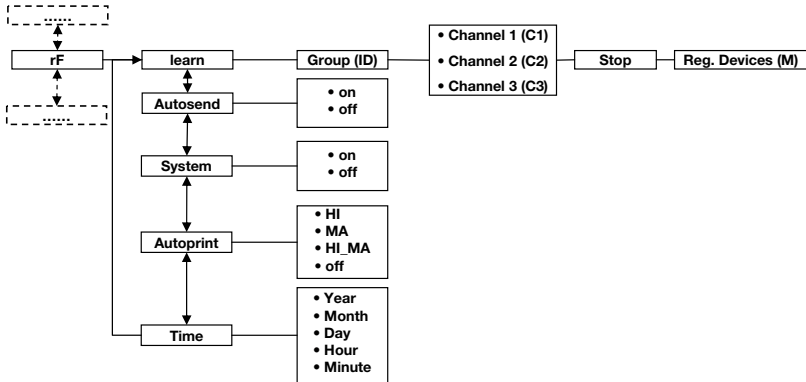 ......
rF
......
learn
Group (ID)
• Channel 1 (C1)
• Channel 2 (C2)
• Channel 3 (C3)
Stop
Reg. Devices (M)
Autosend
• on
• off
System
• on
• off
Autoprint
• HI
• MA
• HI_MA
• off
Time
• Year
• Month
• Day
• Hour
• Minute